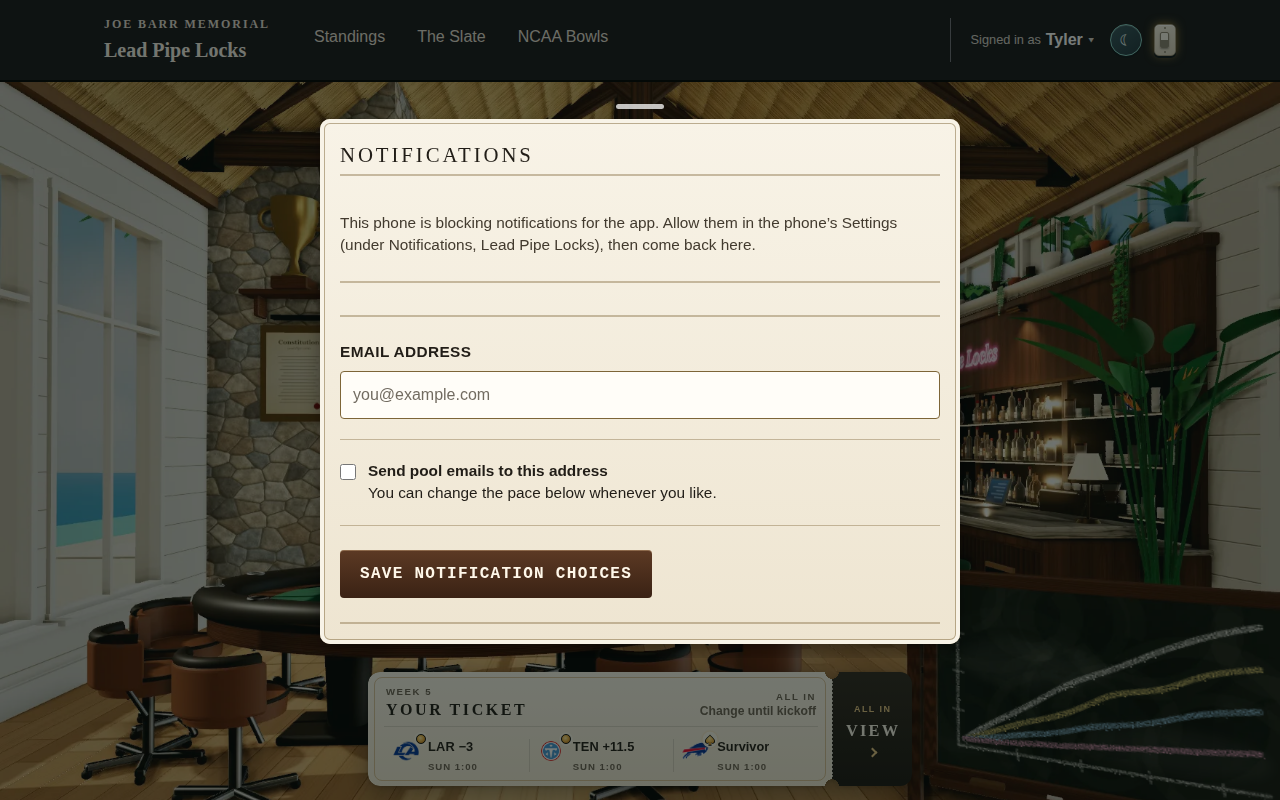 JOE BARR MEMORIAL
Lead Pipe Locks
Standings
The Slate
NCAA Bowls
Signed in as Tyler
NOTIFICATIONS
This phone is blocking notifications for the app. Allow them in the phone’s Settings
(under Notifications, Lead Pipe Locks), then come back here.
EMAIL ADDRESS
you@example.com
Send pool emails to this address
You can change the pace below whenever you like.
SAVE NOTIFICATION CHOICES
Locks
WEEK 5
YOUR TICKET
ALL IN
Change until kickoff
LAR −3
SUN 1:00
TEN +11.5
SUN 1:00
Survivor
SUN 1:00
ALL IN
VIEW